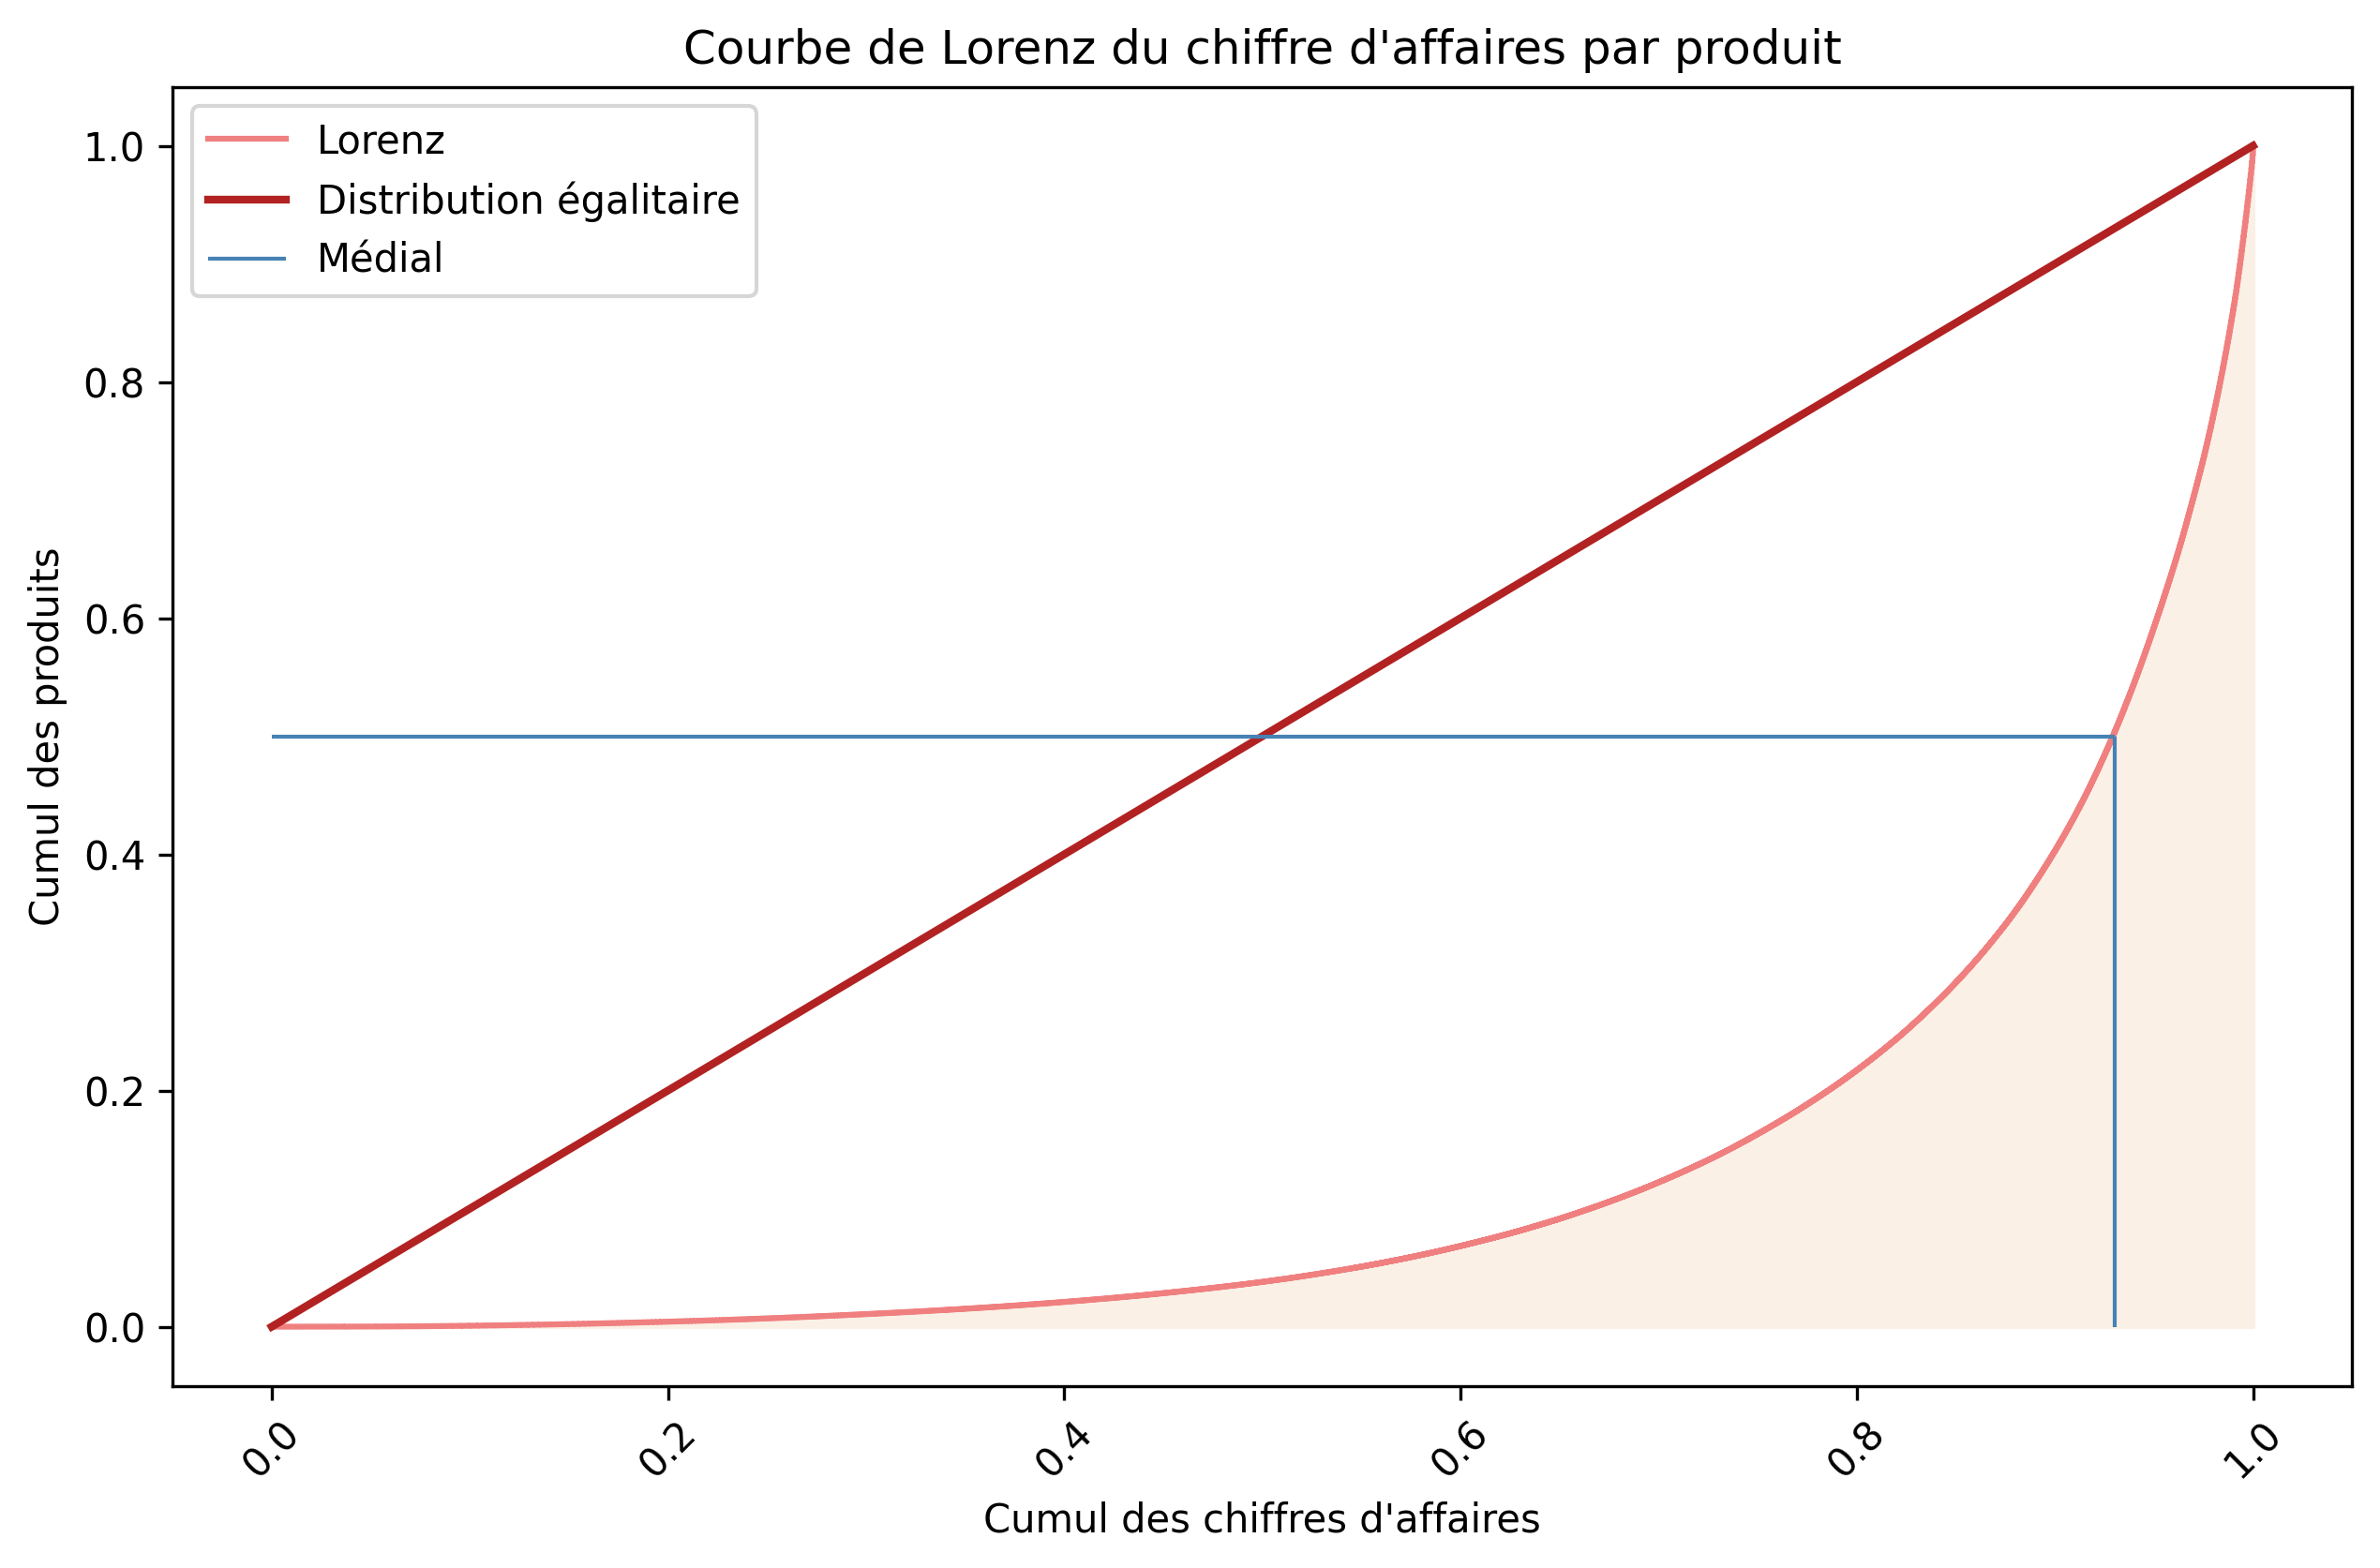 Courbe de Lorenz du chiffre d'affaires par produit
Lorenz
Distribution égalitaire
Médial
Cumul des produits
1.0
0.8
0.6
0.4
0.2
0.0
0.0
0.2
0.4
0.6
0.8
1.0
Cumul des chiffres d'affaires